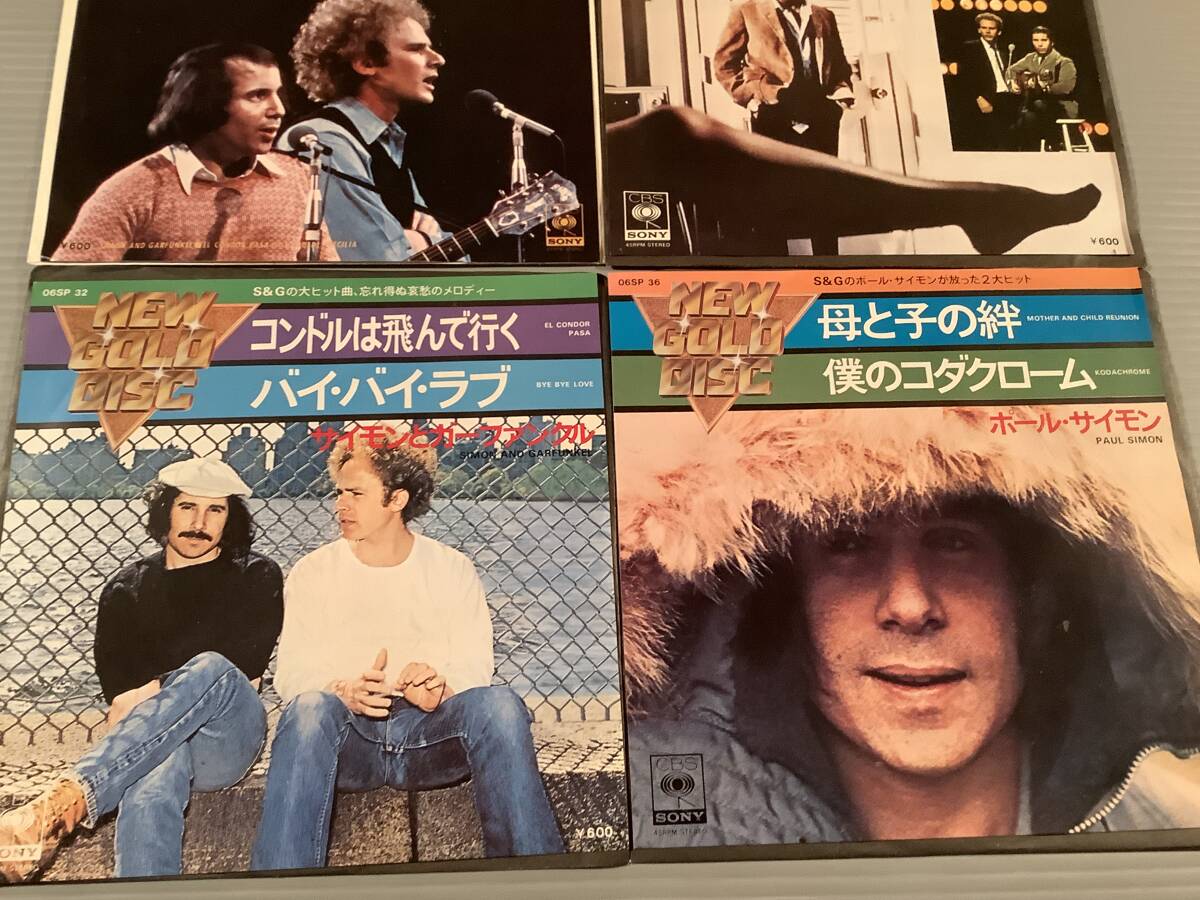 ¥600
SIMON AND GARFUNKEL/EL CONDOR PASA
CECILIA
SONY
CBS
SONY
45RPM STEREO
¥600
06SP 32
S&Gの大ヒット曲、忘れ得ぬ哀愁のメロディー
NEW
GOLD
DISC
コンドルは飛んで行く
EL CONDOR
PASA
バイ・バイ・ラブ
BYE BYE LOVE
サイモンとガーファンクル
SIMON AND GARFUNKEL
SONY
¥600
06SP 36
S&Gのポール・サイモンが放った2大ヒット
NEW
GOLD
DISC
母と子の絆
MOTHER AND CHILD REUNION
僕のコダクローム
KODACHROME
ポール・サイモン
PAUL SIMON
CBS
SONY
45RPM STEREO